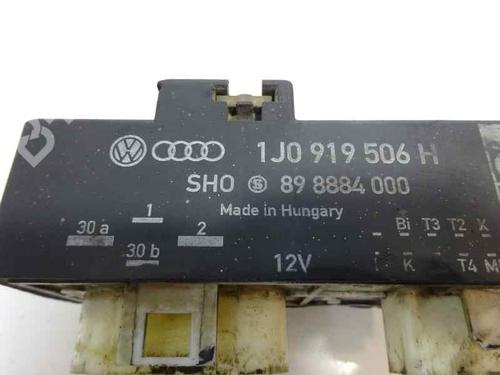 1J0 919 506 H
SHO S 89 8884 000
Made in Hungary
1
30 a 2
30 b
12V
Bi T3 T2 X
K T4